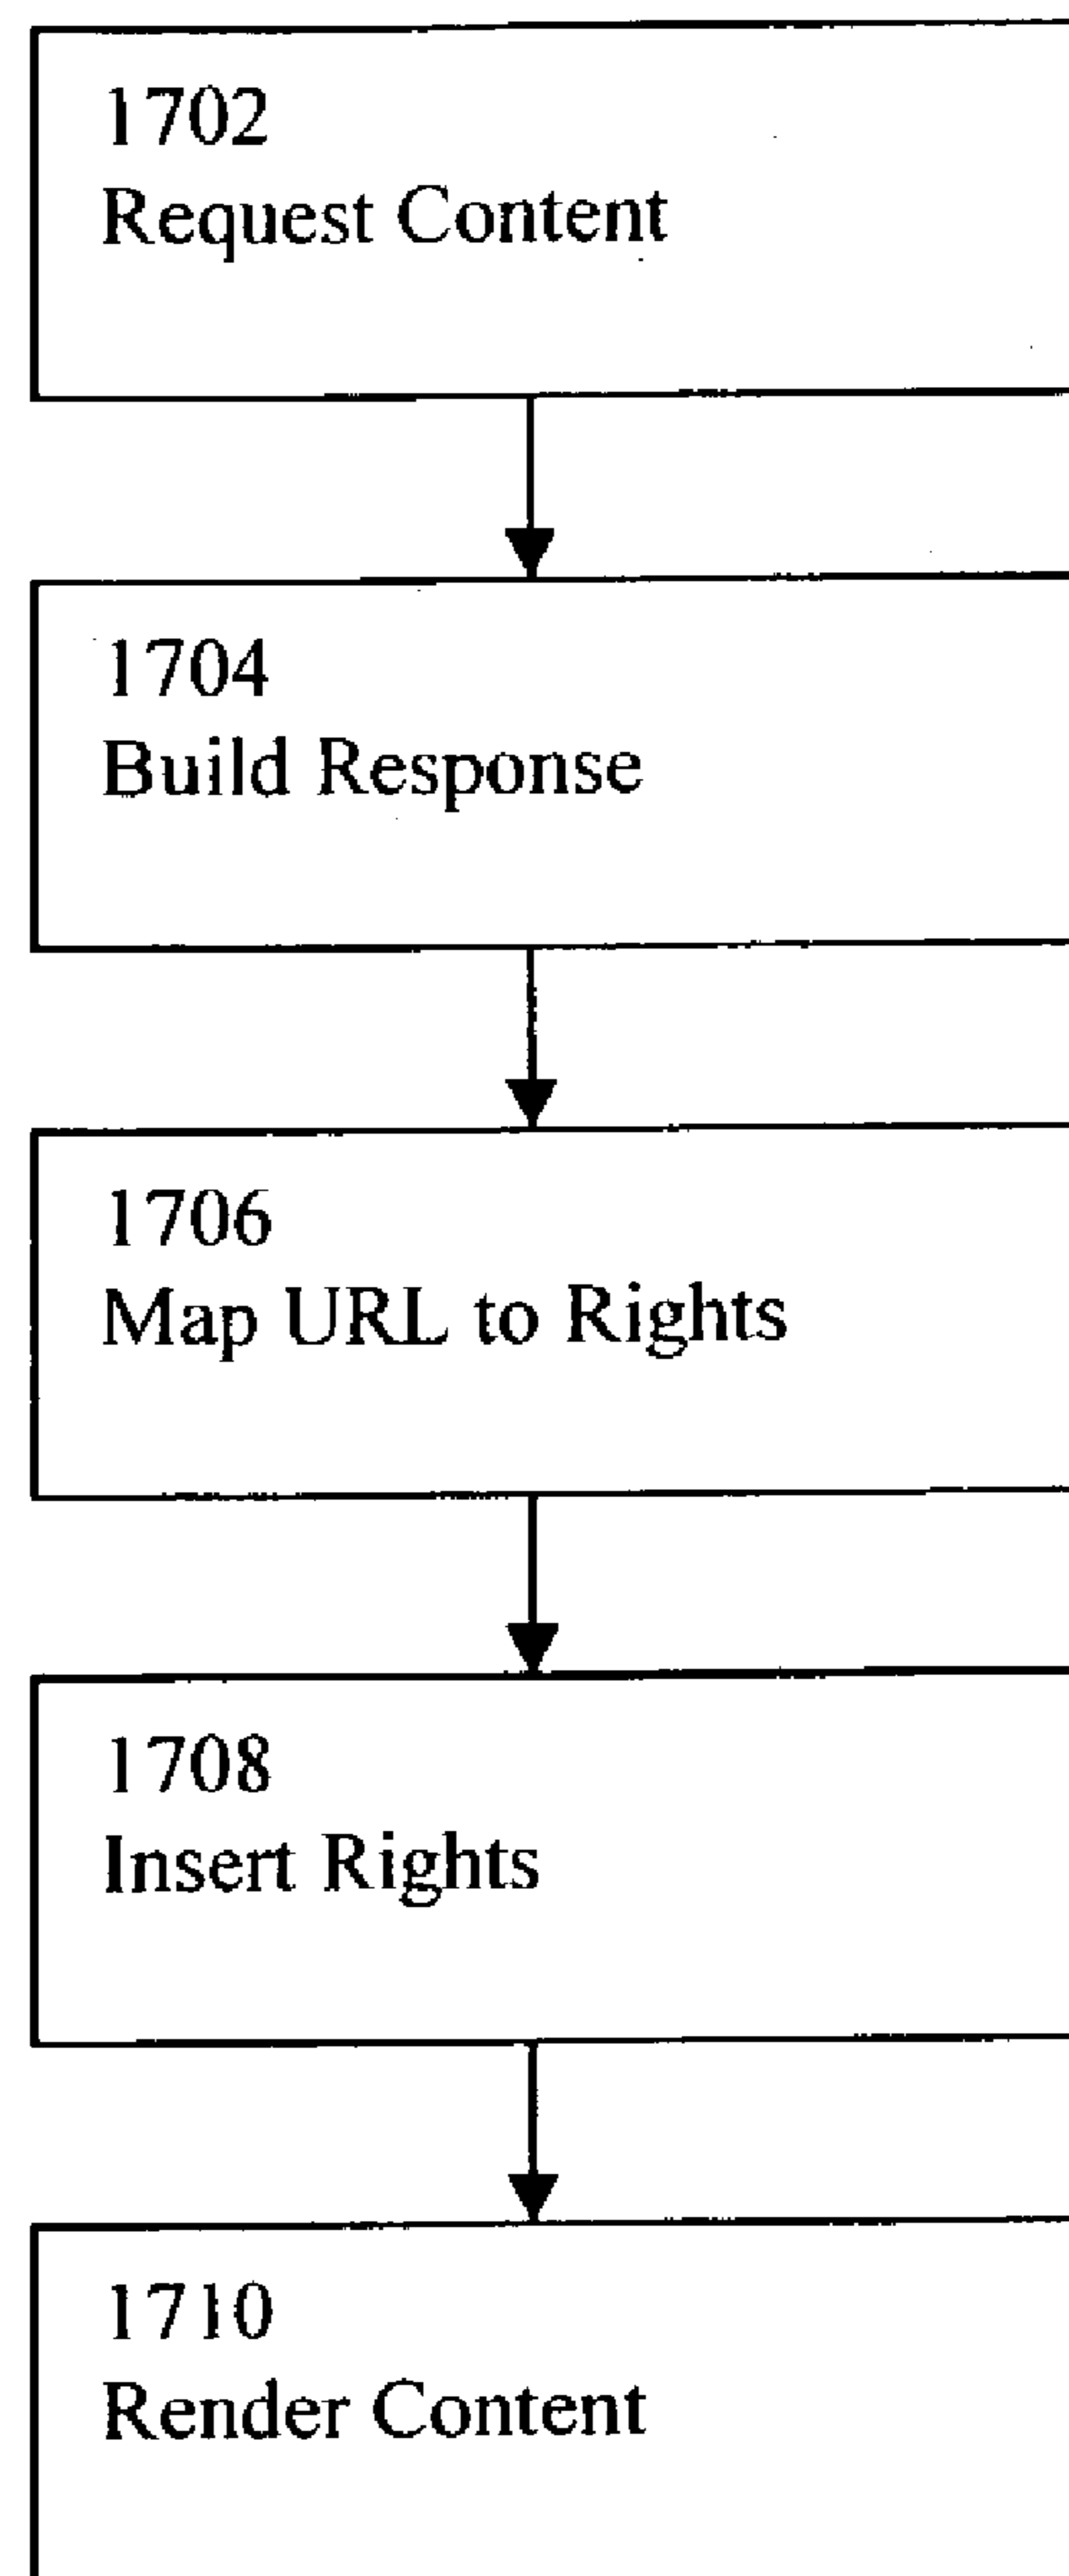 1702
Request Content
1704
Build Response
1706
Map URL to Rights
1708
Insert Rights
1710
Render Content